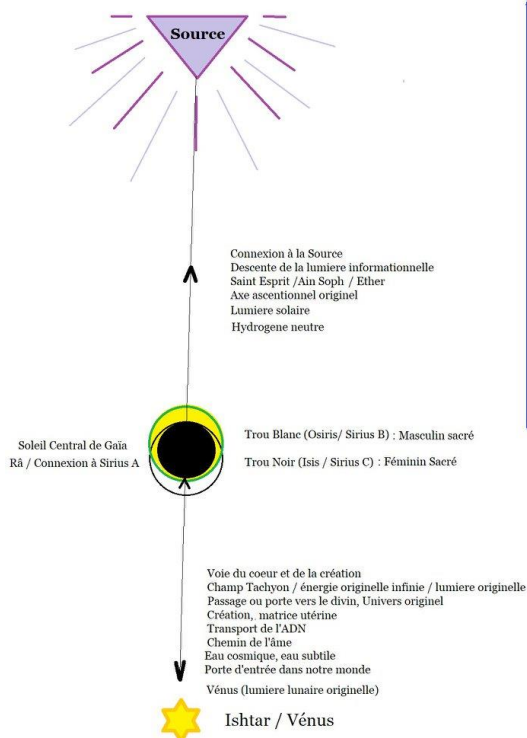 Source
Connexion à la Source
Descente de la lumiere informationnelle
Saint Esprit /Ain Soph / Ether
Axe ascentionnel originel
Lumiere solaire
Hydrogene neutre
Soleil Central de Gaïa
Râ / Connexion à Sirius A
Trou Blanc (Osiris/ Sirius B) : Masculin sacré
Trou Noir (Isis / Sirius C) : Féminin Sacré
Voie du coeur et de la création
Champ Tachyon / énergie originelle infinie / lumiere originelle
Passage ou porte vers le divin, Univers originel
Création, matrice utérine
Transport de l'ADN
Chemin de l'âme
Eau cosmique, eau subtile
Porte d'entrée dans notre monde
Vénus (lumiere lunaire originelle)
Ishtar / Vénus